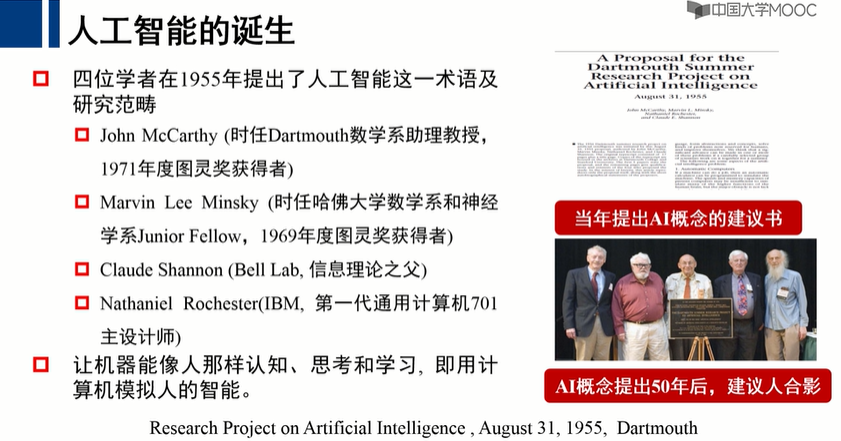 中国大学MOOC
人工智能的诞生
四位学者在1955年提出了人工智能这一术语及
研究范畴
John McCarthy (时任Dartmouth数学系助理教授，
1971年度图灵奖获得者)
Marvin Lee Minsky (时任哈佛大学数学系和神经
学系Junior Fellow，1969年度图灵奖获得者)
Claude Shannon (Bell Lab, 信息理论之父)
Nathaniel Rochester(IBM, 第一代通用计算机701
主设计师)
让机器能像人那样认知、思考和学习, 即用计
算机模拟人的智能。
A Proposal for the
Dartmouth Summer
Research Project on
Artificial Intelligence
August 31, 1955
John McCarthy, Marvin L. Minsky,
Nathaniel Rochester,
and Claude E. Shannon
当年提出AI概念的建议书
AI概念提出50年后，建议人合影
Research Project on Artificial Intelligence , August 31, 1955, Dartmouth